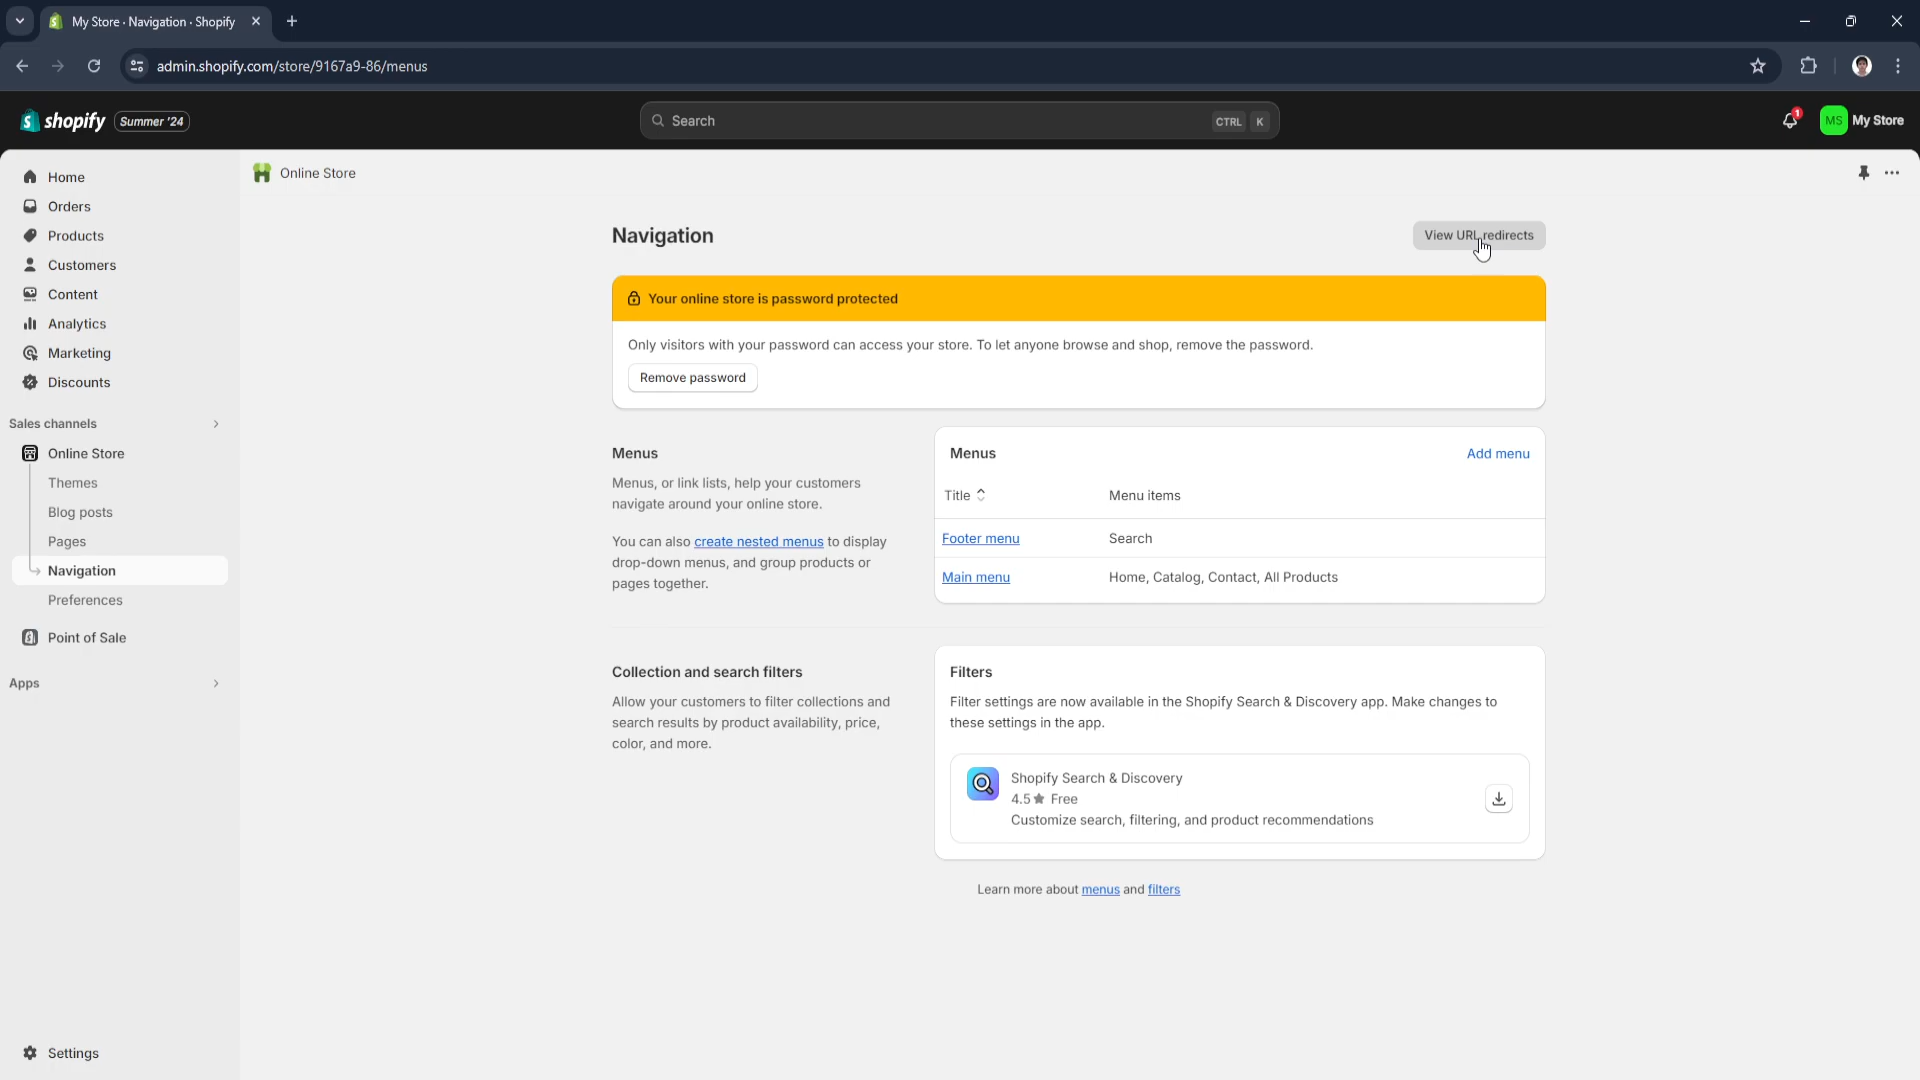 My Store · Navigation · Shopify
admin.shopify.com/store/9167a9-86/menus
shopify Summer '24
Search CTRL K
1
MS My Store
Home
Orders
Products
Customers
Content
Analytics
Marketing
Discounts
Sales channels
Online Store
Themes
Blog posts
Pages
Navigation
Preferences
Point of Sale
Apps
Settings
Online Store
Navigation
View URL redirects
Your online store is password protected
Only visitors with your password can access your store. To let anyone browse and shop, remove the password.
Remove password
Menus
Menus, or link lists, help your customers
navigate around your online store.
You can also create nested menus to display
drop-down menus, and group products or
pages together.
Menus Add menu
Title Menu items
Footer menu Search
Main menu Home, Catalog, Contact, All Products
Collection and search filters
Allow your customers to filter collections and
search results by product availability, price,
color, and more.
Filters
Filter settings are now available in the Shopify Search & Discovery app. Make changes to
these settings in the app.
Shopify Search & Discovery
4.5★ Free
Customize search, filtering, and product recommendations
Learn more about menus and filters